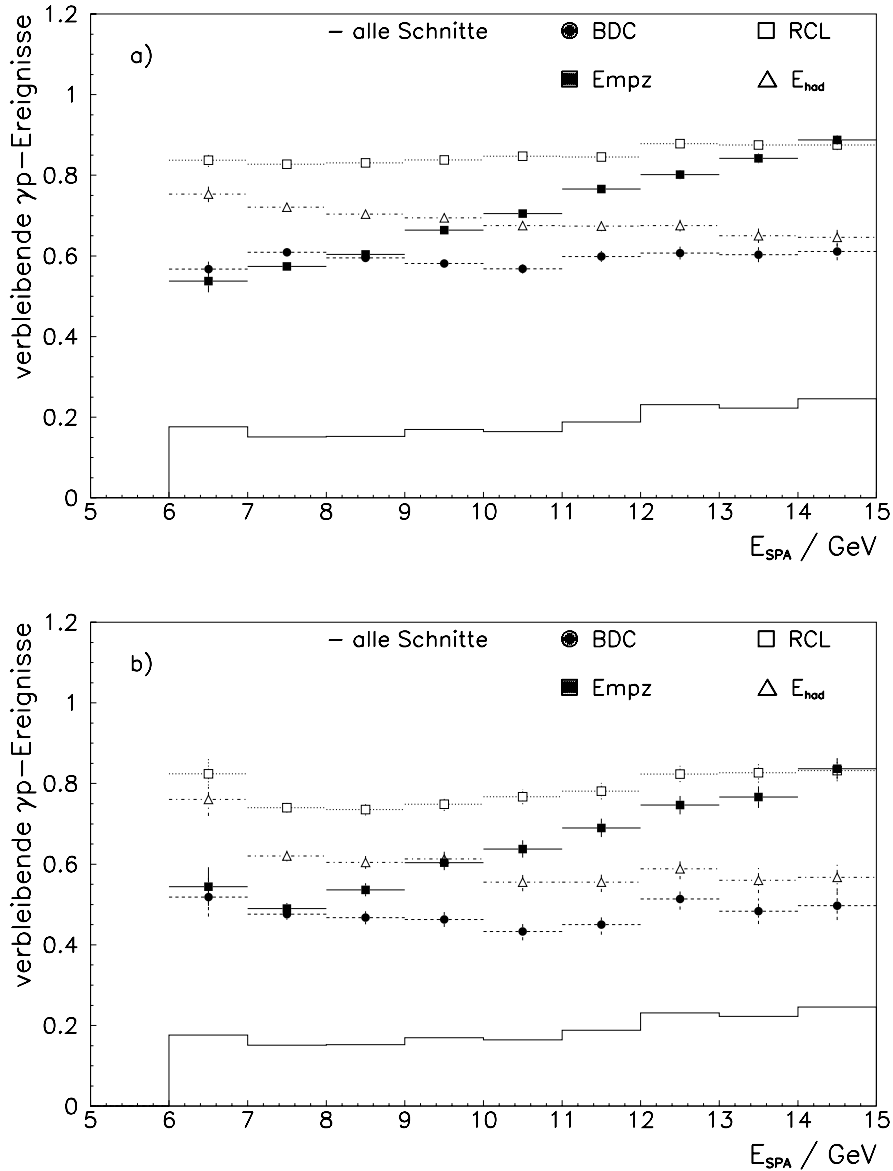 verbleibende γp-Ereignisse
a)
– alle Schnitte
BDC
RCL
Empz
E_had
1.2
1
0.8
0.6
0.4
0.2
0
5 6 7 8 9 10 11 12 13 14 15
E_SPA / GeV
verbleibende γp-Ereignisse
b)
– alle Schnitte
BDC
RCL
Empz
E_had
1.2
1
0.8
0.6
0.4
0.2
0
5 6 7 8 9 10 11 12 13 14 15
E_SPA / GeV